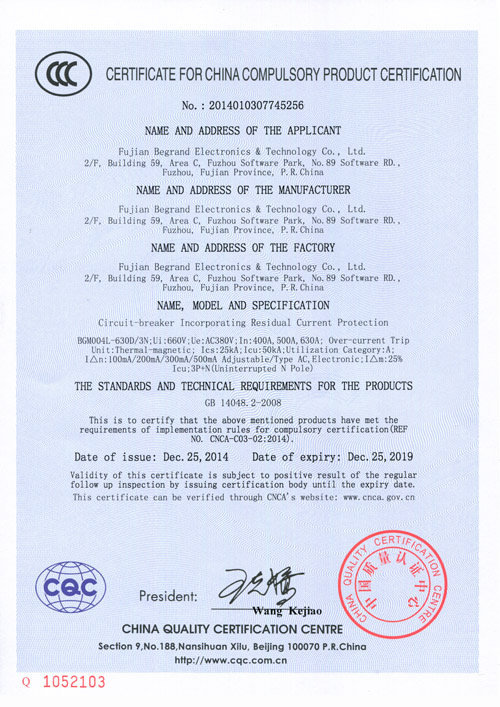 CCC
CERTIFICATE FOR CHINA COMPULSORY PRODUCT CERTIFICATION
No.: 2014010307745256
NAME AND ADDRESS OF THE APPLICANT
Fujian Begrand Electronics & Technology Co., Ltd.
2/F, Building 59, Area C, Fuzhou Software Park, No.89 Software RD.,
Fuzhou, Fujian Province, P.R.China
NAME AND ADDRESS OF THE MANUFACTURER
Fujian Begrand Electronics & Technology Co., Ltd.
2/F, Building 59, Area C, Fuzhou Software Park, No.89 Software RD.,
Fuzhou, Fujian Province, P.R.China
NAME AND ADDRESS OF THE FACTORY
Fujian Begrand Electronics & Technology Co., Ltd.
2/F, Building 59, Area C, Fuzhou Software Park, No.89 Software RD.,
Fuzhou, Fujian Province, P.R.China
NAME, MODEL AND SPECIFICATION
Circuit-breaker Incorporating Residual Current Protection
BGM004L-630D/3N;Ui:660V;Ue:AC380V;In:400A,500A,630A; Over-current Trip
Unit:Thermal-magnetic; Ics:25kA;Icu:50kA;Utilization Category:A;
I△n:100mA/200mA/300mA/500mA Adjustable/Type AC,Electronic;I△m:25%
Icu;3P+N(Uninterrupted N Pole)
THE STANDARDS AND TECHNICAL REQUIREMENTS FOR THE PRODUCTS
GB 14048.2-2008
This is to certify that the above mentioned products have met the
requirements of implementation rules for compulsory certification(REF
NO. CNCA-C03-02:2014).
Date of issue: Dec.25,2014 Date of expiry: Dec.25,2019
Validity of this certificate is subject to positive result of the regular
follow up inspection by issuing certification body until the expiry date.
This certificate can be verified through CNCA's website: www.cnca.gov.cn
CQC
President:
Wang Kejiao
CHINA QUALITY CERTIFICATION CENTRE
中国质量认证中心
CHINA QUALITY CERTIFICATION CENTRE
Section 9,No.188,Nansihuan Xilu, Beijing 100070 P.R.China
http://www.cqc.com.cn
Q 1052103